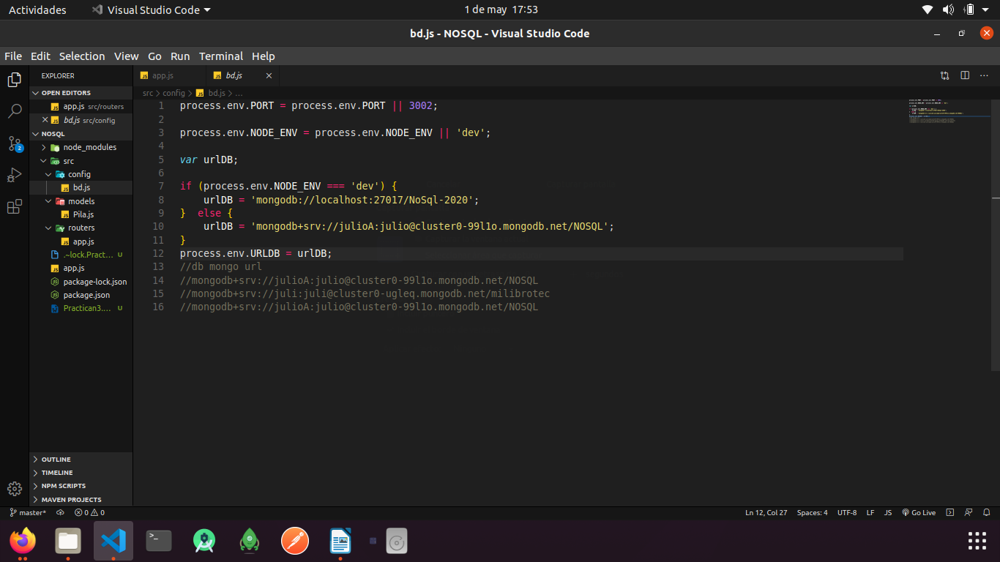 Actividades
Visual Studio Code
1 de may 17:53
bd.js - NOSQL - Visual Studio Code
File Edit Selection View Go Run Terminal Help
EXPLORER
OPEN EDITORS
app.js src/routers
bd.js src/config
NOSQL
node_modules
src
config
bd.js
models
Pila.js
routers
app.js
.~lock.Pract... U
app.js
package-lock.json
package.json
Practican3.... U
OUTLINE
TIMELINE
NPM SCRIPTS
MAVEN PROJECTS
2
app.js
bd.js
src > config > bd.js > ...
1 process.env.PORT = process.env.PORT || 3002;
2
3 process.env.NODE_ENV = process.env.NODE_ENV || 'dev';
4
5 var urlDB;
6
7 if (process.env.NODE_ENV === 'dev') {
8     urlDB = 'mongodb://localhost:27017/NoSql-2020';
9 }  else {
10     urlDB = 'mongodb+srv://julioA:julio@cluster0-99l1o.mongodb.net/NOSQL';
11 }
12 process.env.URLDB = urlDB;
13 //db mongo url
14 //mongodb+srv://julioA:julio@cluster0-99l1o.mongodb.net/NOSQL
15 //mongodb+srv://juli:juli@cluster0-ugleq.mongodb.net/milibrotec
16 //mongodb+srv://julioA:julio@cluster0-99l1o.mongodb.net/NOSQL
master* 0 0
Ln 12, Col 27 Spaces: 4 UTF-8 LF JS Go Live